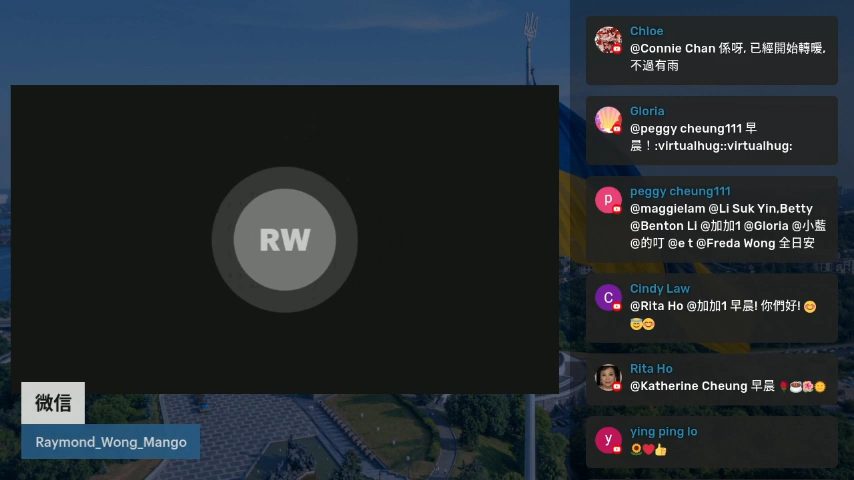 RW
微信
Raymond_Wong_Mango
Chloe
@Connie Chan 係呀, 已經開始轉暖,
不過有雨
Gloria
@peggy cheung111 早
晨！:virtualhug::virtualhug:
peggy cheung111
@maggielam @Li Suk Yin,Betty
@Benton Li @加加1 @Gloria @小藍
@的叮 @e t @Freda Wong 全日安
Cindy Law
@Rita Ho @加加1 早晨! 你們好! 😊
😇😊
Rita Ho
@Katherine Cheung 早晨 🌹☕🌺🌼
ying ping lo
🌻❤️👍
p
C
y